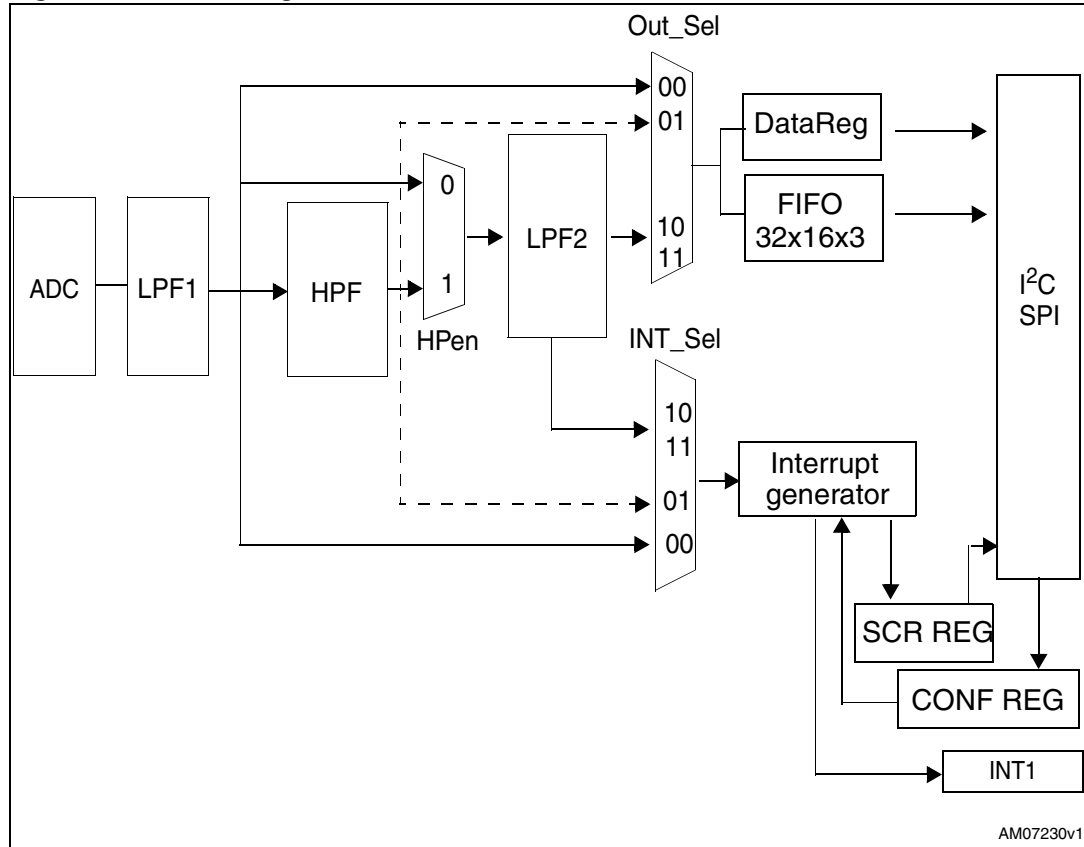 Out_Sel
00
01
10
11
DataReg
FIFO
32x16x3
I²C
SPI
ADC
LPF1
HPF
0
1
HPen
LPF2
INT_Sel
10
11
01
00
Interrupt
generator
SCR REG
CONF REG
INT1
AM07230v1